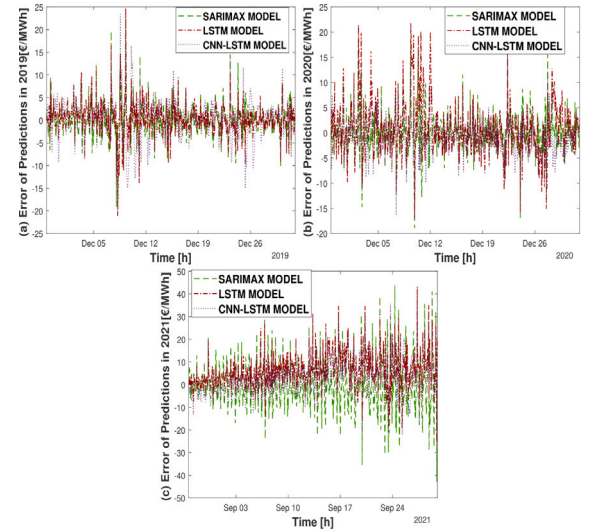 (a) Error of Predictions in 2019[€/MWh]
25
20
15
10
5
0
-5
-10
-15
-20
-25
SARIMAX MODEL
LSTM MODEL
CNN-LSTM MODEL
Dec 05 Dec 12 Dec 19 Dec 26
2019
Time [h]
(b) Error of Predictions in 2020[€/MWh]
25
20
15
10
5
0
-5
-10
-15
-20
SARIMAX MODEL
LSTM MODEL
CNN-LSTM MODEL
Dec 05 Dec 12 Dec 19 Dec 26
2020
Time [h]
(c) Error of Predictions in 2021[€/MWh]
50
40
30
20
10
0
-10
-20
-30
-40
-50
SARIMAX MODEL
LSTM MODEL
CNN-LSTM MODEL
Sep 03 Sep 10 Sep 17 Sep 24
2021
Time [h]